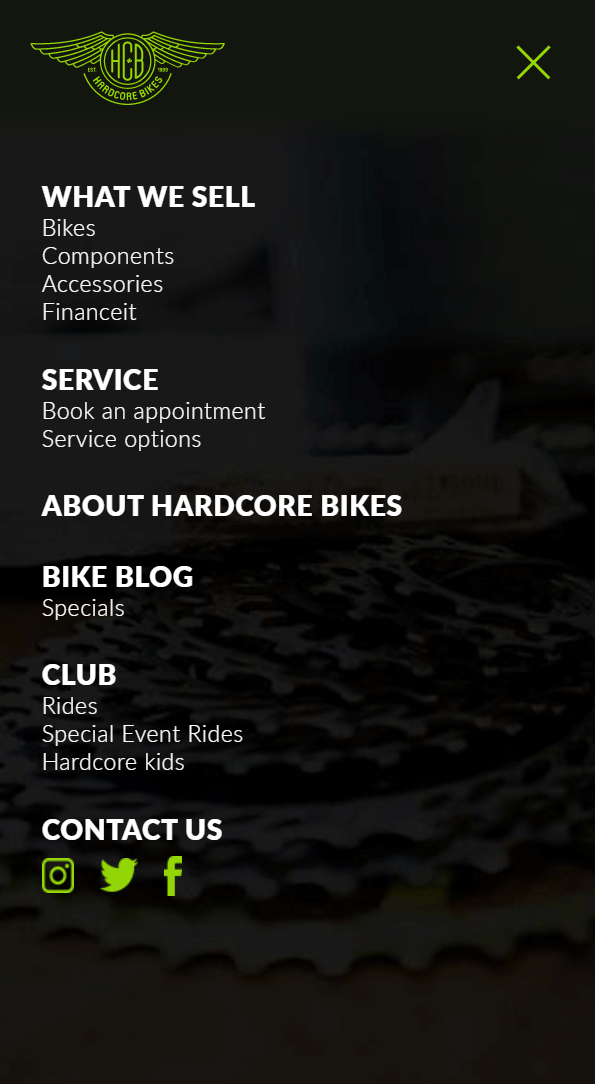 HCB
EST. 1989
HARDCORE BIKES
WHAT WE SELL
Bikes
Components
Accessories
Financeit
SERVICE
Book an appointment
Service options
ABOUT HARDCORE BIKES
BIKE BLOG
Specials
CLUB
Rides
Special Event Rides
Hardcore kids
CONTACT US